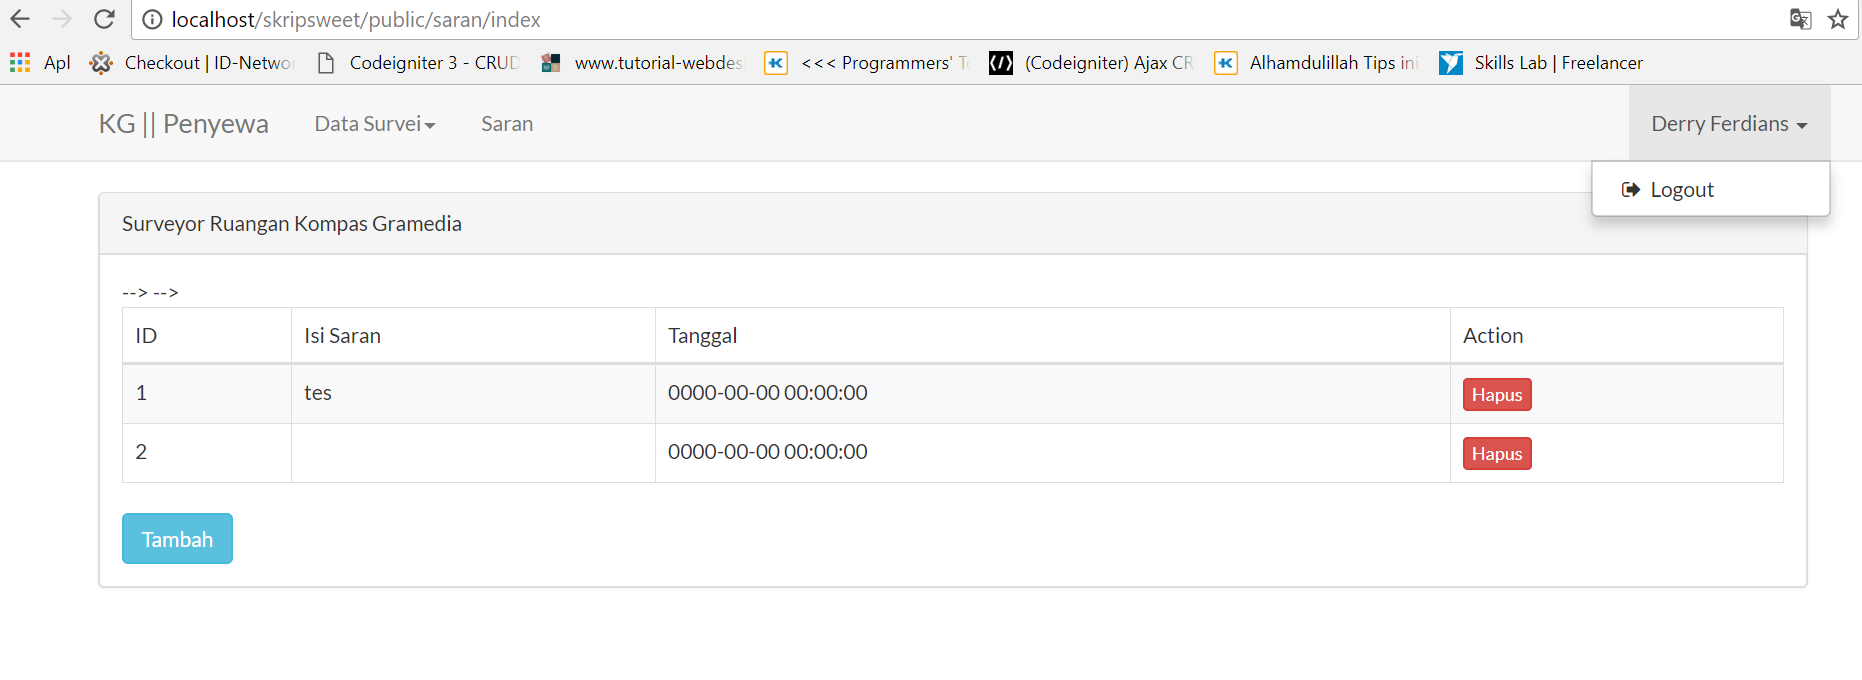 localhost/skripsweet/public/saran/index
Apl Checkout | ID-Networ Codeigniter 3 - CRUD www.tutorial-webdes <<< Programmers' To (Codeigniter) Ajax CR Alhamdulillah Tips ini Skills Lab | Freelancer
KG || Penyewa Data Survei Saran Derry Ferdians
Logout
Surveyor Ruangan Kompas Gramedia
--> -->
ID Isi Saran Tanggal Action
1 tes 0000-00-00 00:00:00 Hapus
2 0000-00-00 00:00:00 Hapus
Tambah